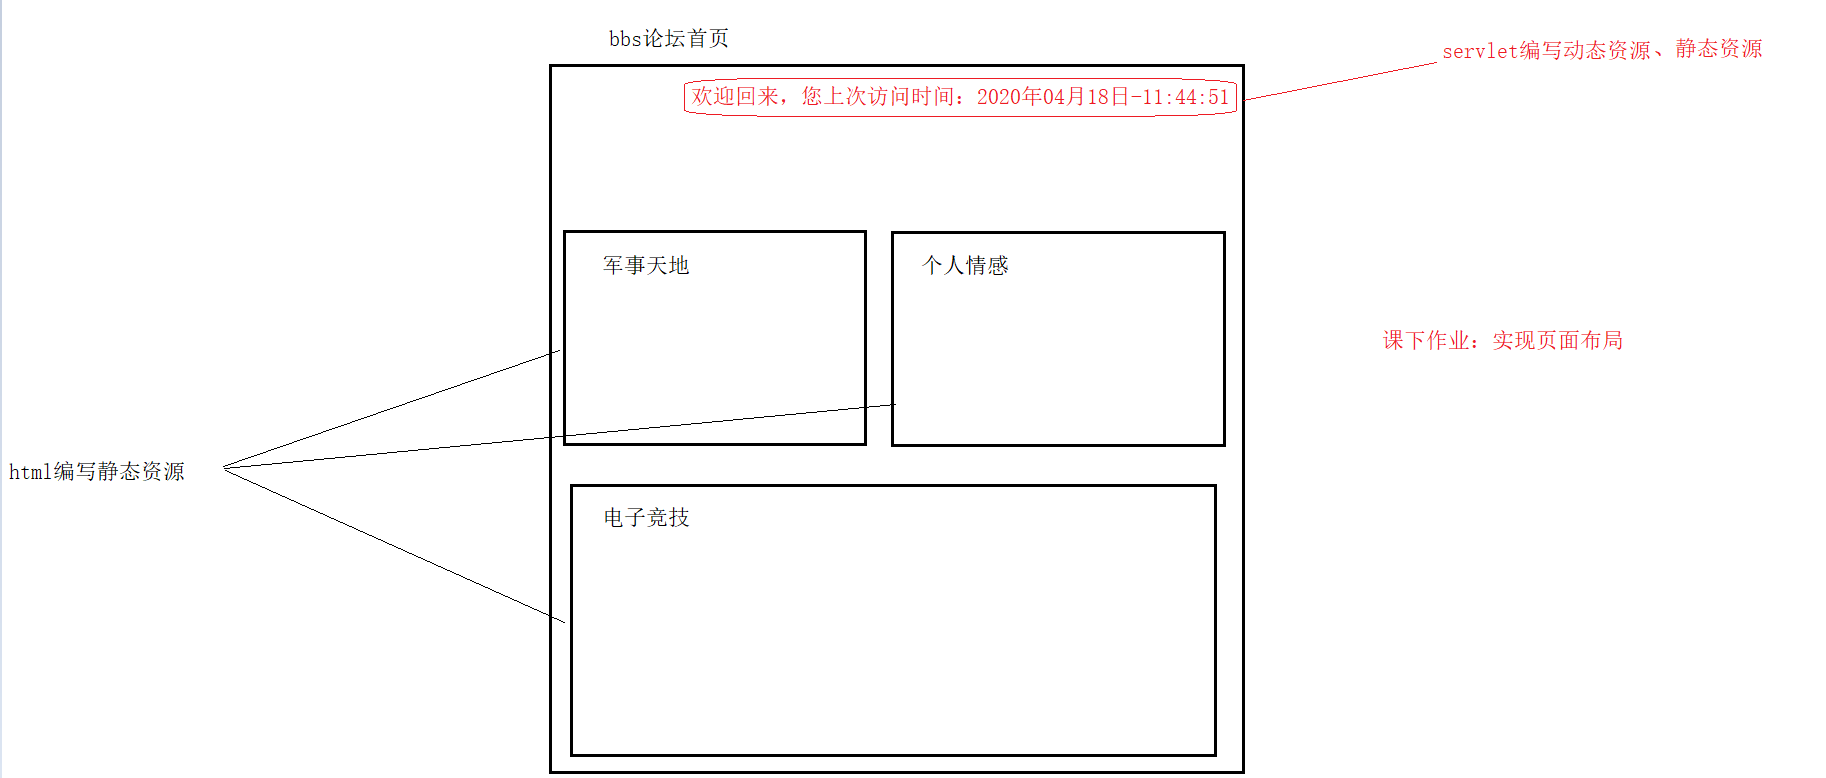 bbs论坛首页
servlet编写动态资源、静态资源
欢迎回来，您上次访问时间：2020年04月18日-11:44:51
军事天地
个人情感
课下作业：实现页面布局
html编写静态资源
电子竞技